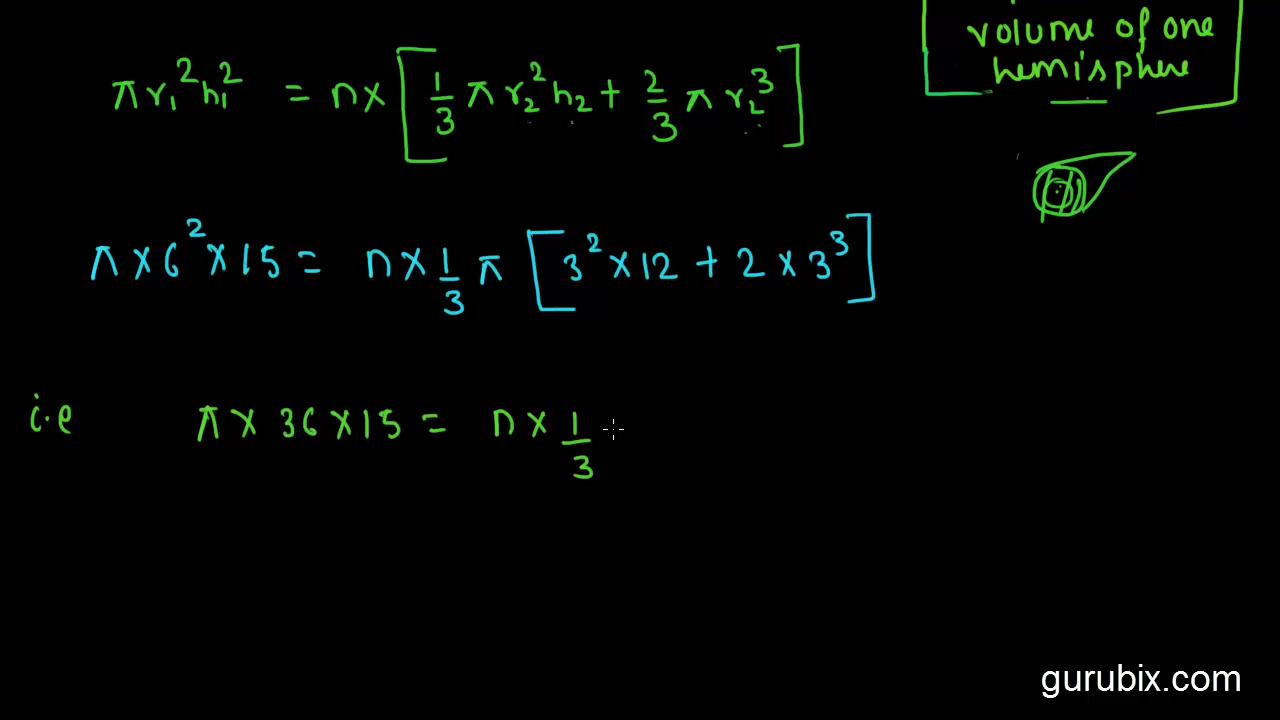 volume of one
hemisphere
πr₁²h₁² = n×[1/3 πr₂²h₂ + 2/3 πr₂³]
π×6²×15 = n×1/3 π[3²×12 + 2×3³]
i.e π×36×15 = n×1/3
gurubix.com